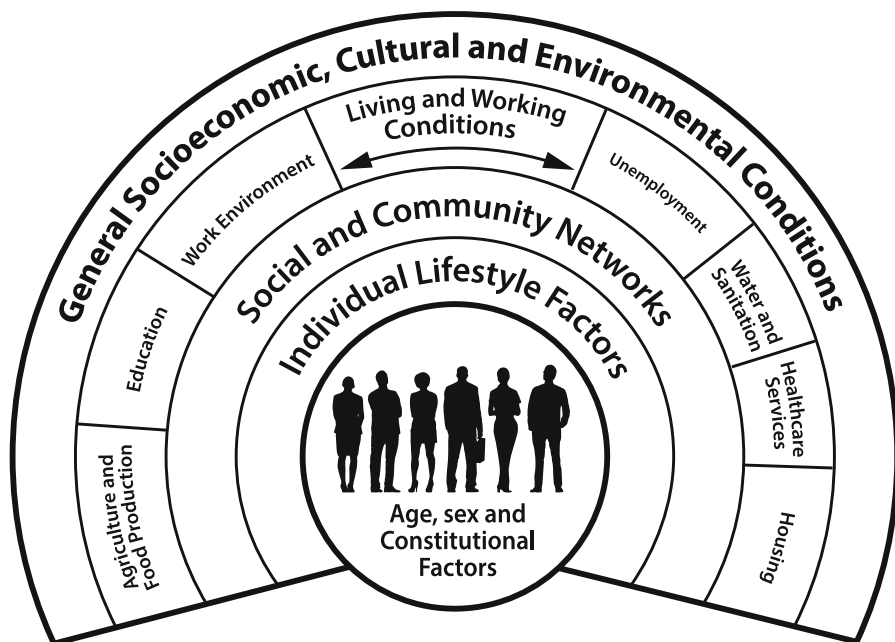 General Socioeconomic, Cultural and Environmental Conditions
Living and Working
Conditions
Agriculture and
Food Production
Education
Work Environment
Unemployment
Water and
Sanitation
Healthcare
Services
Housing
Social and Community Networks
Individual Lifestyle Factors
Age, sex and
Constitutional
Factors